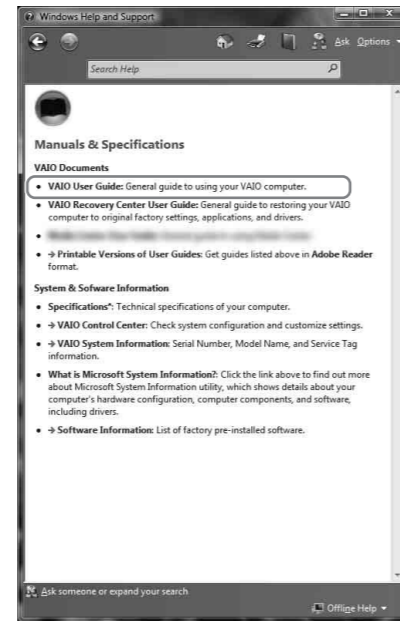 Windows Help and Support
Ask Options
Search Help
Manuals & Specifications
VAIO Documents
• VAIO User Guide: General guide to using your VAIO computer.
• VAIO Recovery Center User Guide: General guide to restoring your VAIO
computer to original factory settings, applications, and drivers.
• → Printable Versions of User Guides: Get guides listed above in Adobe Reader
format.
System & Sofware Information
• Specifications*: Technical specifications of your computer.
• → VAIO Control Center: Check system configuration and customize settings.
• → VAIO System Information: Serial Number, Model Name, and Service Tag
information.
• What is Microsoft System Information?: Click the link above to find out more
about Microsoft System Information utility, which shows details about your
computer's hardware configuration, computer components, and software,
including drivers.
• → Software Information: List of factory pre-installed software.
Ask someone or expand your search
Offline Help